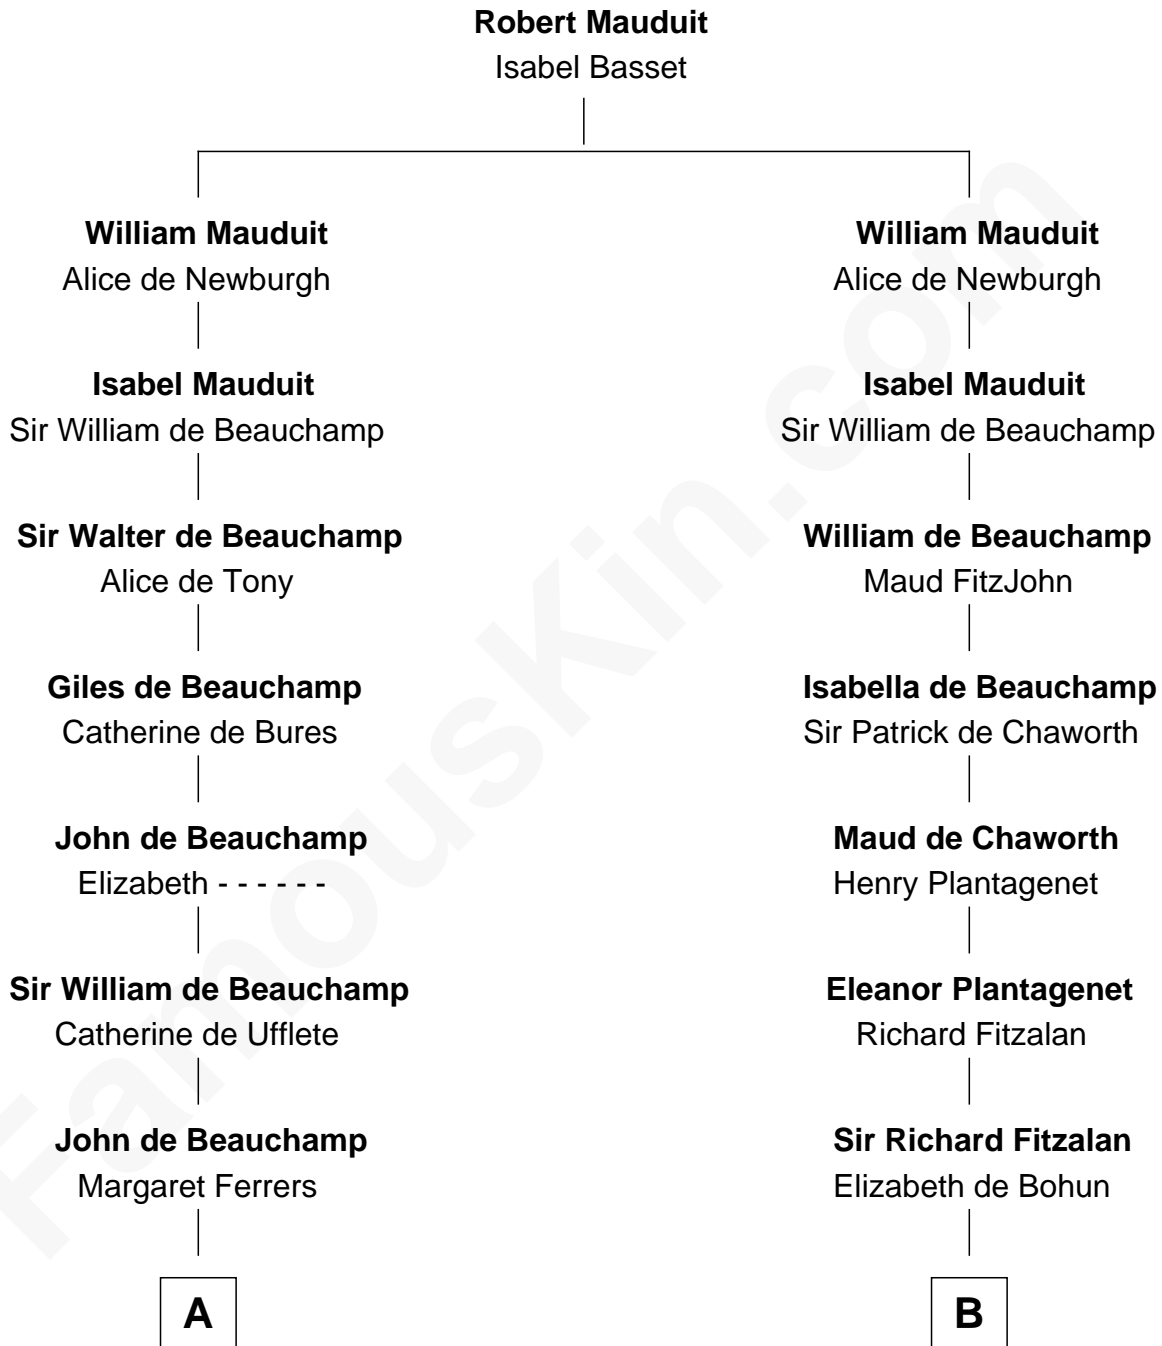 Robert Mauduit
Isabel Basset
William Mauduit
Alice de Newburgh
William Mauduit
Alice de Newburgh
Isabel Mauduit
Sir William de Beauchamp
Isabel Mauduit
Sir William de Beauchamp
Sir Walter de Beauchamp
Alice de Tony
William de Beauchamp
Maud FitzJohn
Giles de Beauchamp
Catherine de Bures
Isabella de Beauchamp
Sir Patrick de Chaworth
John de Beauchamp
Elizabeth - - - - - -
Maud de Chaworth
Henry Plantagenet
Sir William de Beauchamp
Catherine de Ufflete
Eleanor Plantagenet
Richard Fitzalan
John de Beauchamp
Margaret Ferrers
Sir Richard Fitzalan
Elizabeth de Bohun
A
B
FamousKin.com